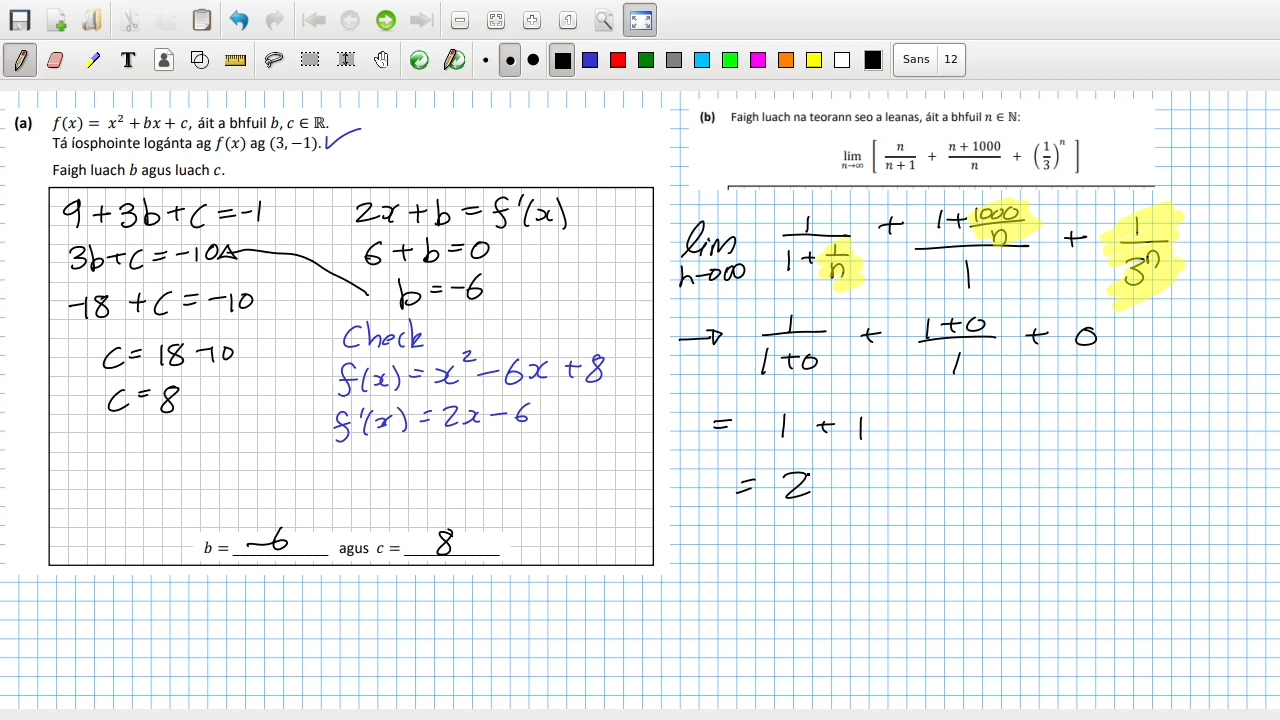 Sans 12
(a) f(x) = x² + bx + c, áit a bhfuil b, c ∈ ℝ.
Tá íosphointe logánta ag f(x) ag (3, −1).
Faigh luach b agus luach c.
9 + 3b + c = -1
3b + c = -10
-18 + c = -10
c = 18 - 10
c = 8
2x + b = f'(x)
6 + b = 0
b = -6
Check
f(x) = x² - 6x + 8
f'(x) = 2x - 6
b = -6 agus c = 8
(b) Faigh luach na teorann seo a leanas, áit a bhfuil n ∈ ℕ:
lim n→∞ [ n/(n + 1) + (n + 1000)/n + (1/3)ⁿ ]
lim n→∞ 1/(1 + 1/n) + (1 + 1000/n)/1 + 1/3ⁿ
→ 1/(1+0) + (1+0)/1 + 0
= 1 + 1
= 2